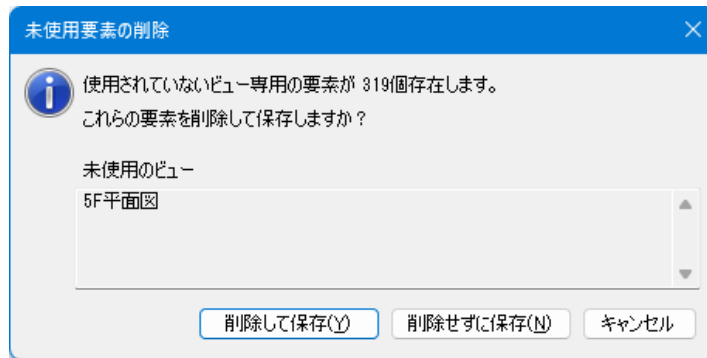 未使用要素の削除
使用されていないビュー専用の要素が 319個存在します。
これらの要素を削除して保存しますか？
未使用のビュー
5F平面図
削除して保存(Y)
削除せずに保存(N)
キャンセル